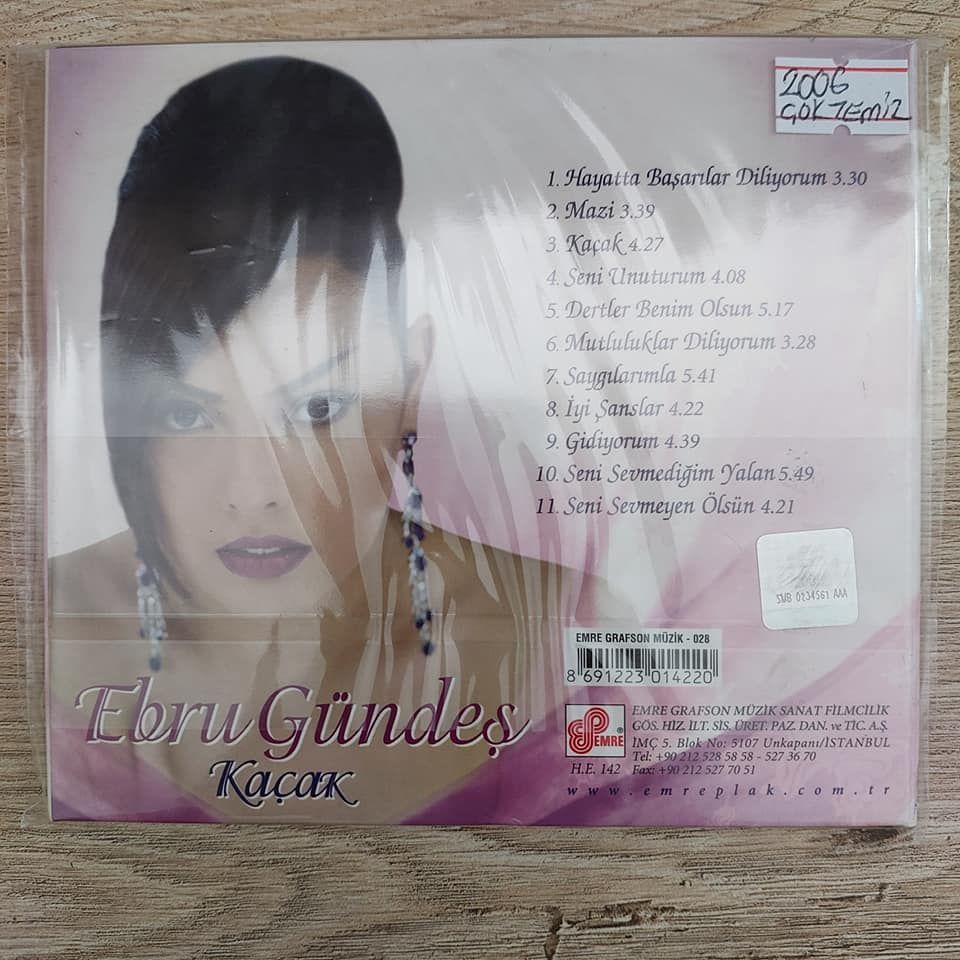 2006
GÖKTEMİZ
1. Hayatta Başarılar Diliyorum 3.30
2. Mazi 3.39
3. Kaçak 4.27
4. Seni Unuturum 4.08
5. Dertler Benim Olsun 5.17
6. Mutluluklar Diliyorum 3.28
7. Saygılarımla 5.41
8. İyi Şanslar 4.22
9. Gidiyorum 4.39
10. Seni Sevmediğim Yalan 5.49
11. Seni Sevmeyen Ölsün 4.21
SMB 0234561 AAA
EMRE GRAFSON MÜZİK - 028
8 691223 014220
Ebru Gündeş
Kaçak
EMRE
H.E. 142
EMRE GRAFSON MÜZİK SANAT FİLMCİLİK
GÖS. HİZ. İLT. SİS. ÜRET. PAZ. DAN. ve TİC. A.Ş.
İMÇ 5. Blok No: 5107 Unkapanı/İSTANBUL
Tel: +90 212 528 58 58 - 527 36 70
Fax: +90 212 527 70 51
www.emreplak.com.tr